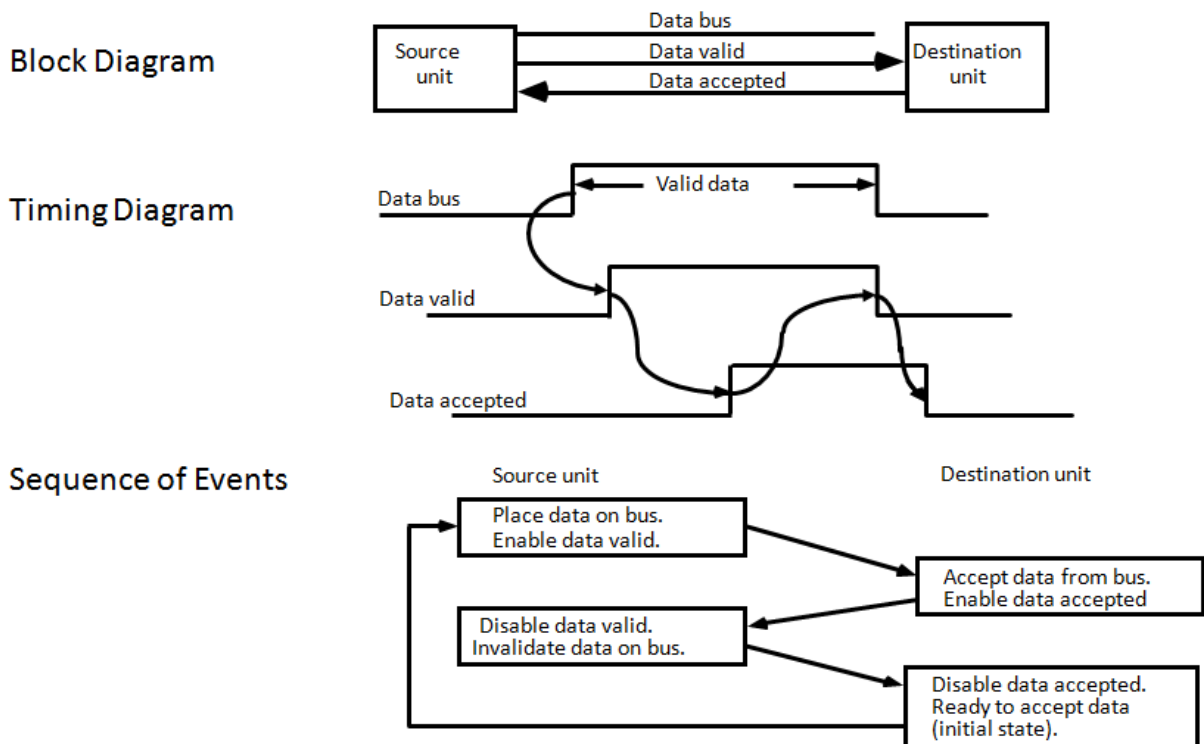 Block Diagram
Source
unit
Data bus
Data valid
Data accepted
Destination
unit
Timing Diagram
Data bus
Valid data
Data valid
Data accepted
Sequence of Events
Source unit
Destination unit
Place data on bus.
Enable data valid.
Accept data from bus.
Enable data accepted
Disable data valid.
Invalidate data on bus.
Disable data accepted.
Ready to accept data
(initial state).